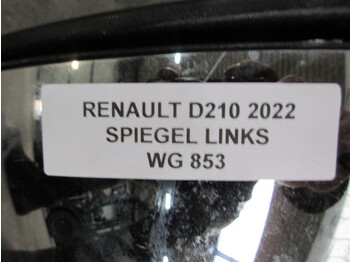 RENAULT D210 2022
SPIEGEL LINKS
WG 853